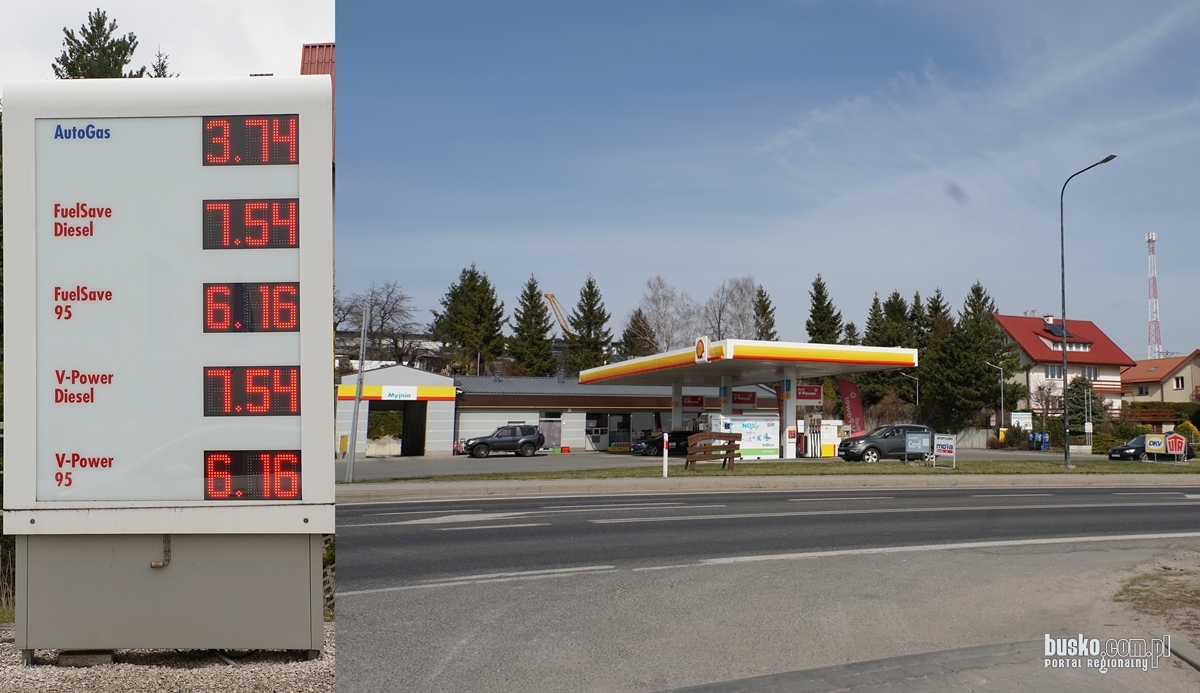 AutoGas 3.74
FuelSave
Diesel 7.54
FuelSave
95 6.16
V-Power
Diesel 7.54
V-Power
95 6.16
Myjnia
DKV
UTA
busko.com.pl
PORTAL REGIONALNY